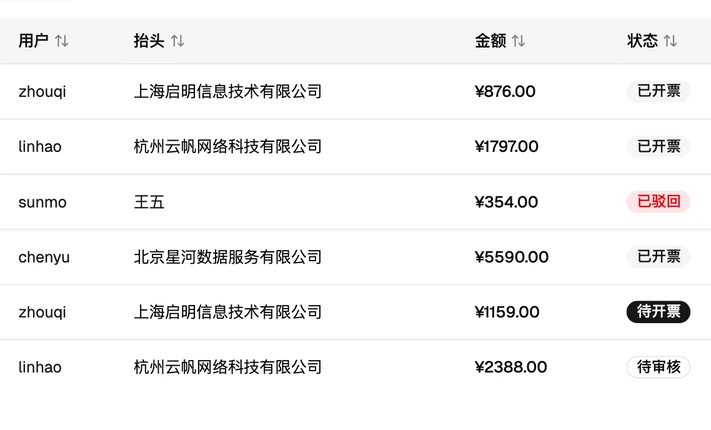 用户 抬头 金额 状态
zhouqi 上海启明信息技术有限公司 ¥876.00 已开票
linhao 杭州云帆网络科技有限公司 ¥1797.00 已开票
sunmo 王五 ¥354.00 已驳回
chenyu 北京星河数据服务有限公司 ¥5590.00 已开票
zhouqi 上海启明信息技术有限公司 ¥1159.00 待开票
linhao 杭州云帆网络科技有限公司 ¥2388.00 待审核